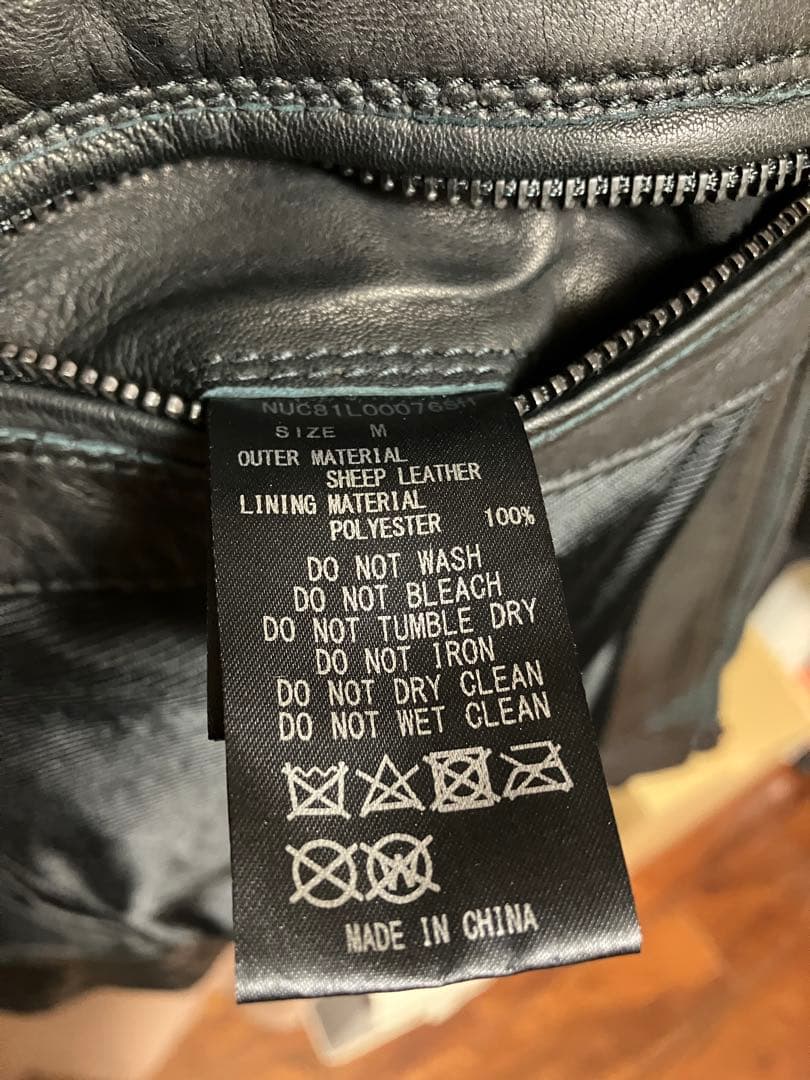 NUC81L00076SH
SIZE M
OUTER MATERIAL
SHEEP LEATHER
LINING MATERIAL
POLYESTER 100%
DO NOT WASH
DO NOT BLEACH
DO NOT TUMBLE DRY
DO NOT IRON
DO NOT DRY CLEAN
DO NOT WET CLEAN
W
MADE IN CHINA